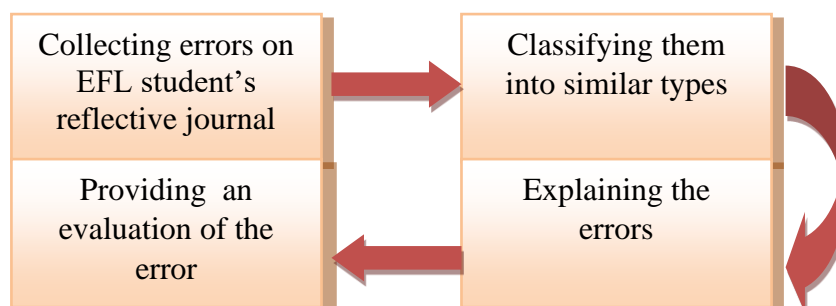 Collecting errors on
EFL student’s
reflective journal
Classifying them
into similar types
Explaining the
errors
Providing an
evaluation of the
error